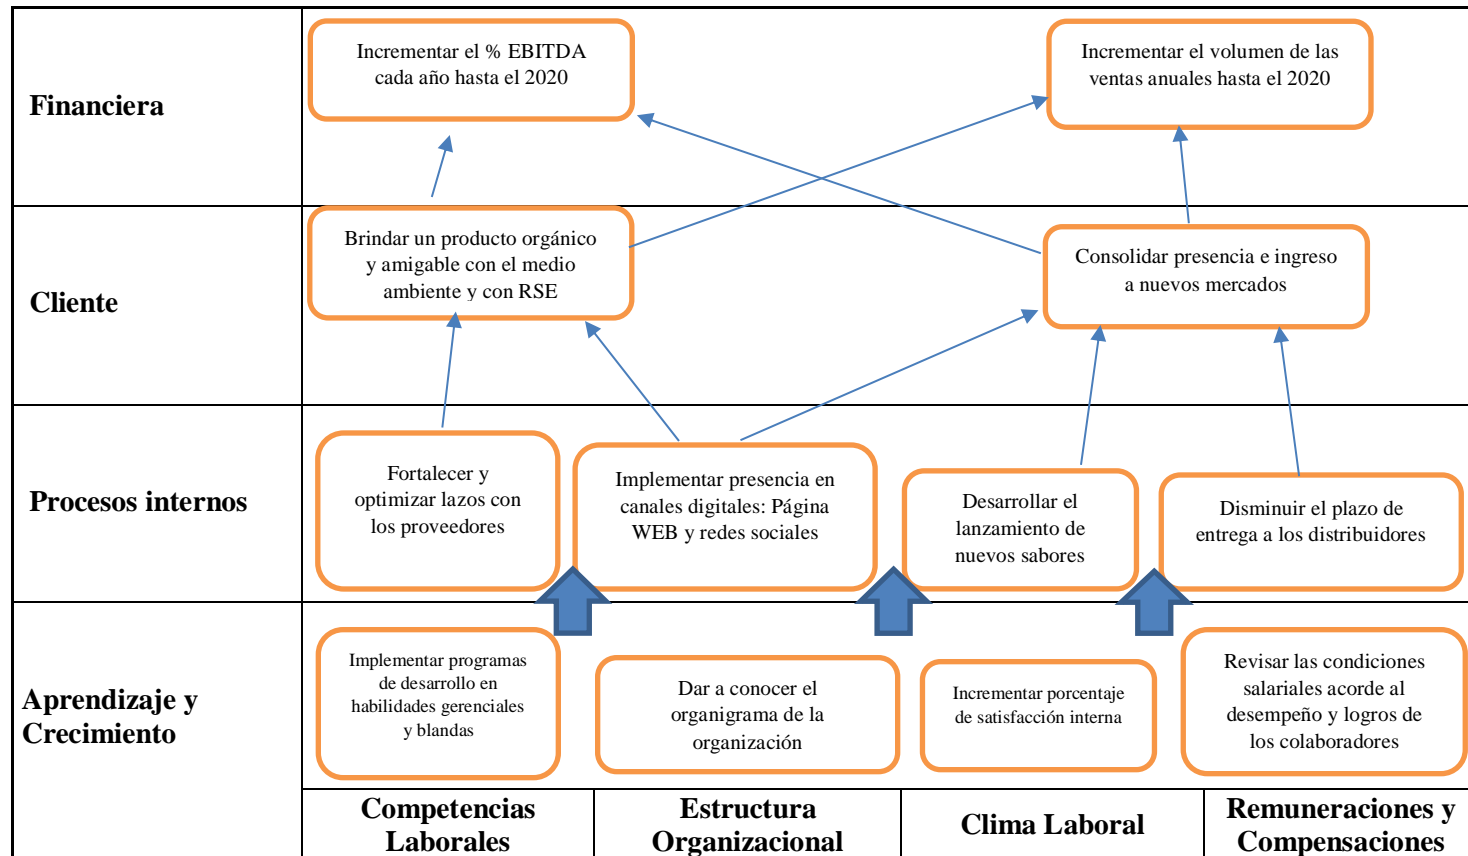 Financiera
Incrementar el % EBITDA
cada año hasta el 2020
Incrementar el volumen de las
ventas anuales hasta el 2020
Cliente
Brindar un producto orgánico
y amigable con el medio
ambiente y con RSE
Consolidar presencia e ingreso
a nuevos mercados
Procesos internos
Fortalecer y
optimizar lazos con
los proveedores
Implementar presencia en
canales digitales: Página
WEB y redes sociales
Desarrollar el
lanzamiento de
nuevos sabores
Disminuir el plazo de
entrega a los distribuidores
Aprendizaje y
Crecimiento
Implementar programas
de desarrollo en
habilidades gerenciales
y blandas
Dar a conocer el
organigrama de la
organización
Incrementar porcentaje
de satisfacción interna
Revisar las condiciones
salariales acorde al
desempeño y logros de
los colaboradores
Competencias
Laborales
Estructura
Organizacional
Clima Laboral
Remuneraciones y
Compensaciones